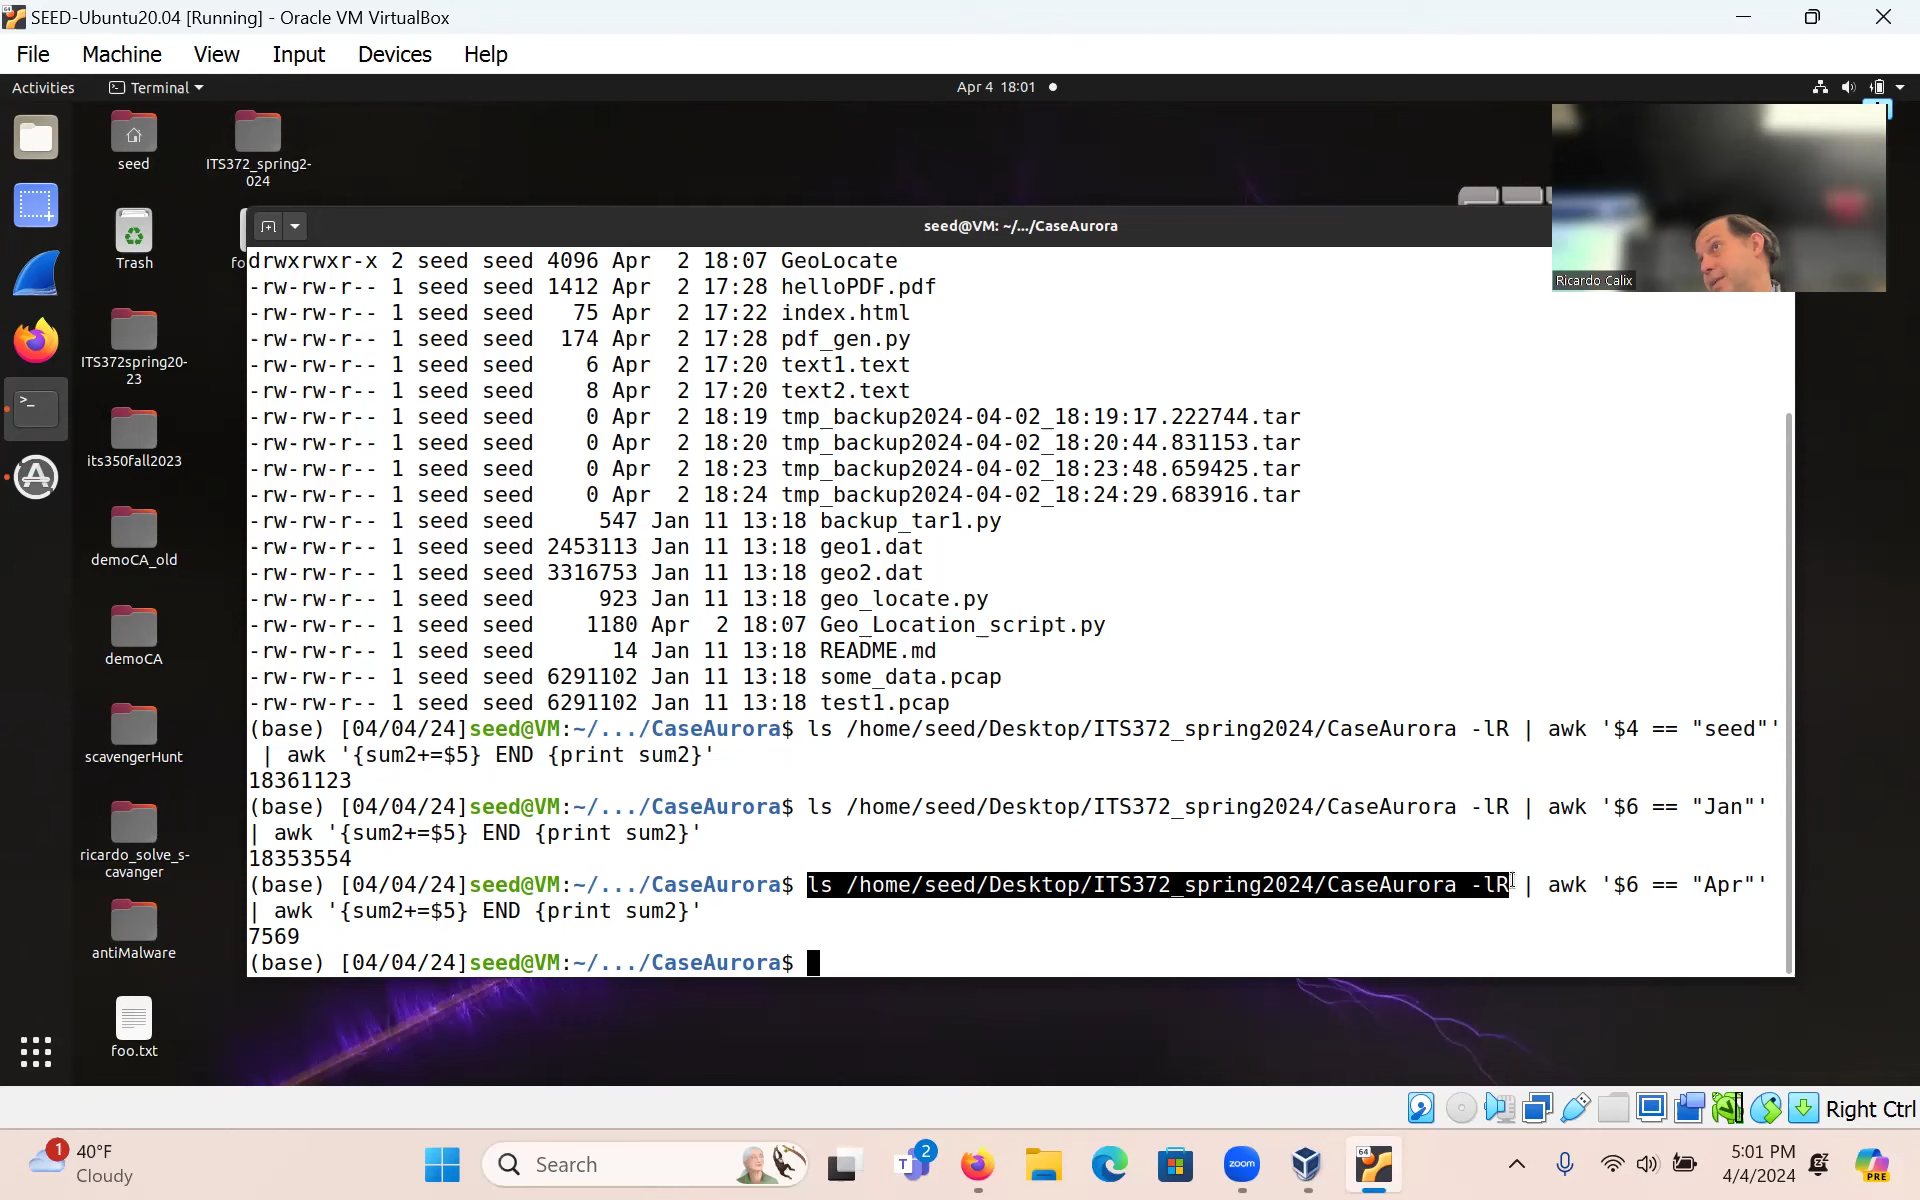 SEED-Ubuntu20.04 [Running] - Oracle VM VirtualBox
File Machine View Input Devices Help
Activities Terminal Apr 4 18:01
seed
ITS372_spring2-
024
Trash
fo
ITS372spring20-
23
its350fall2023
demoCA_old
demoCA
scavengerHunt
ricardo_solve_s-
cavanger
antiMalware
foo.txt
Ricardo Calix
seed@VM: ~/.../CaseAurora
drwxrwxr-x 2 seed seed 4096 Apr  2 18:07 GeoLocate
-rw-rw-r-- 1 seed seed 1412 Apr  2 17:28 helloPDF.pdf
-rw-rw-r-- 1 seed seed   75 Apr  2 17:22 index.html
-rw-rw-r-- 1 seed seed  174 Apr  2 17:28 pdf_gen.py
-rw-rw-r-- 1 seed seed    6 Apr  2 17:20 text1.text
-rw-rw-r-- 1 seed seed    8 Apr  2 17:20 text2.text
-rw-rw-r-- 1 seed seed    0 Apr  2 18:19 tmp_backup2024-04-02_18:19:17.222744.tar
-rw-rw-r-- 1 seed seed    0 Apr  2 18:20 tmp_backup2024-04-02_18:20:44.831153.tar
-rw-rw-r-- 1 seed seed    0 Apr  2 18:23 tmp_backup2024-04-02_18:23:48.659425.tar
-rw-rw-r-- 1 seed seed    0 Apr  2 18:24 tmp_backup2024-04-02_18:24:29.683916.tar
-rw-rw-r-- 1 seed seed     547 Jan 11 13:18 backup_tar1.py
-rw-rw-r-- 1 seed seed 2453113 Jan 11 13:18 geo1.dat
-rw-rw-r-- 1 seed seed 3316753 Jan 11 13:18 geo2.dat
-rw-rw-r-- 1 seed seed     923 Jan 11 13:18 geo_locate.py
-rw-rw-r-- 1 seed seed    1180 Apr  2 18:07 Geo_Location_script.py
-rw-rw-r-- 1 seed seed      14 Jan 11 13:18 README.md
-rw-rw-r-- 1 seed seed 6291102 Jan 11 13:18 some_data.pcap
-rw-rw-r-- 1 seed seed 6291102 Jan 11 13:18 test1.pcap
(base) [04/04/24]seed@VM:~/.../CaseAurora$ ls /home/seed/Desktop/ITS372_spring2024/CaseAurora -lR | awk '$4 == "seed"'
| awk '{sum2+=$5} END {print sum2}'
18361123
(base) [04/04/24]seed@VM:~/.../CaseAurora$ ls /home/seed/Desktop/ITS372_spring2024/CaseAurora -lR | awk '$6 == "Jan"'
| awk '{sum2+=$5} END {print sum2}'
18353554
(base) [04/04/24]seed@VM:~/.../CaseAurora$ ls /home/seed/Desktop/ITS372_spring2024/CaseAurora -lR | awk '$6 == "Apr"'
| awk '{sum2+=$5} END {print sum2}'
7569
(base) [04/04/24]seed@VM:~/.../CaseAurora$
Right Ctrl
1
40°F
Cloudy
Search
2
zoom
64
5:01 PM
4/4/2024
PRE